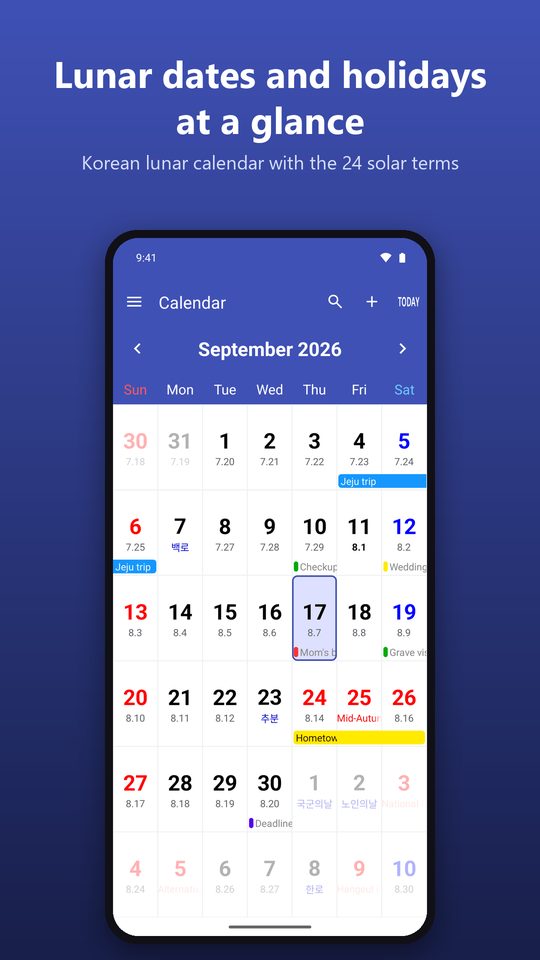 Lunar dates and holidays
at a glance
Korean lunar calendar with the 24 solar terms
9:41
Calendar TODAY
September 2026
Sun Mon Tue Wed Thu Fri Sat
30 31 1 2 3 4 5
7.18 7.19 7.20 7.21 7.22 7.23 7.24
Jeju trip
6 7 8 9 10 11 12
7.25 백로 7.27 7.28 7.29 8.1 8.2
Jeju trip Checkup Wedding
13 14 15 16 17 18 19
8.3 8.4 8.5 8.6 8.7 8.8 8.9
Mom's b Grave vis
20 21 22 23 24 25 26
8.10 8.11 8.12 추분 8.14 Mid-Autun 8.16
Hometow
27 28 29 30 1 2 3
8.17 8.18 8.19 8.20 국군의날 노인의날 National
Deadline
4 5 6 7 8 9 10
8.24 Alternati 8.26 8.27 한로 Hangeul 8.30